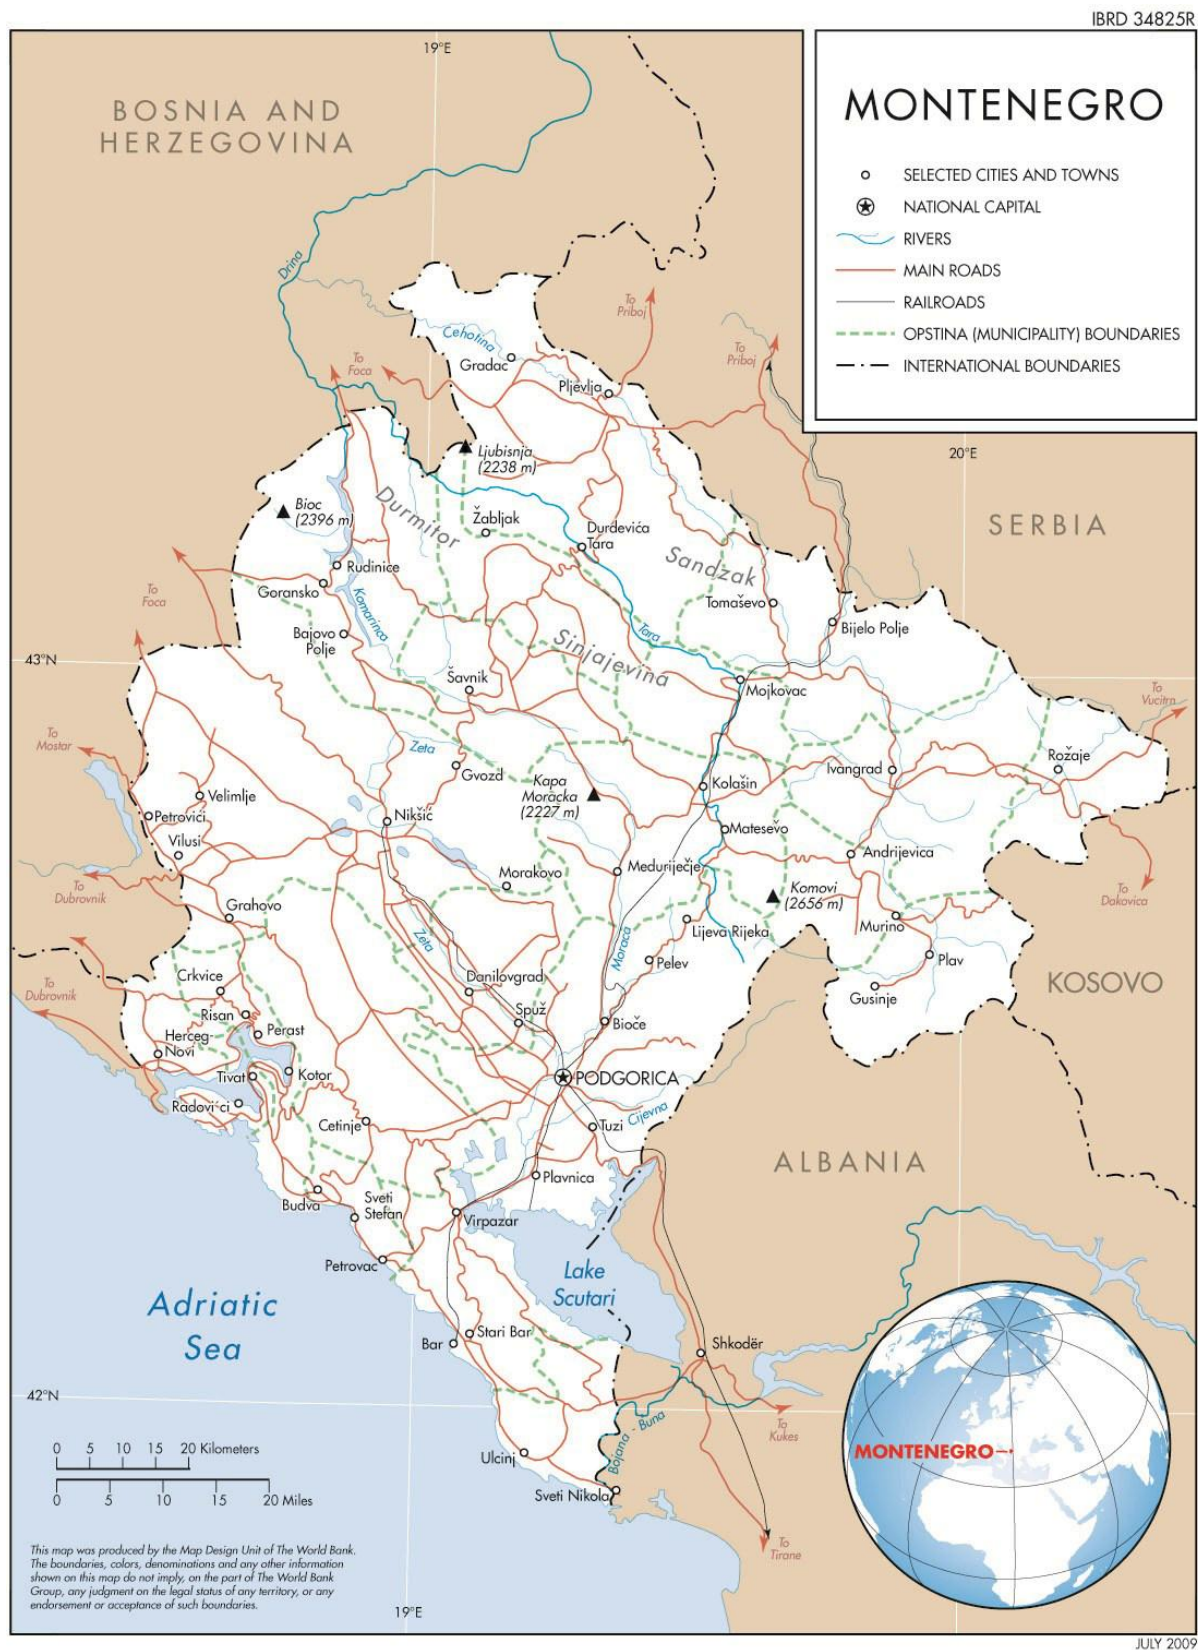 IBRD 34825R
19°E
BOSNIA AND
HERZEGOVINA
MONTENEGRO
SELECTED CITIES AND TOWNS
NATIONAL CAPITAL
RIVERS
MAIN ROADS
RAILROADS
OPSTINA (MUNICIPALITY) BOUNDARIES
INTERNATIONAL BOUNDARIES
Drina
To
Priboj
To
Priboj
To
Foca
Cehotina
Gradac
Pljevlja
Ljubisnja
(2238 m)
20°E
SERBIA
Bioc
(2396 m)
Durmitor
Žabljak
Durdevića
Tara
Sandzak
Rudinice
Goransko
Komarinca
To
Foca
Tomaševo
Bijelo Polje
Bajovo
Polje
Tara
Sinjajevina
43°N
Šavnik
Mojkovac
To
Vucitrn
To
Mostar
Zeta
Gvozd
Kapa
Moracka
(2227 m)
Kolašin
Ivangrad
Rožaje
Velimlje
Petrovići
Nikšić
Vilusi
Matesevo
Andrijevica
Morakovo
Meduriječje
Komovi
(2656 m)
To
Dubrovnik
To
Dakovica
Grahovo
Zeta
Moraca
Lijeva Rijeka
Murino
Plav
Pelev
Gusinje
KOSOVO
Crkvice
Danilovgrad
To
Dubrovnik
Risan
Spuž
Bioče
Perast
Herceg-
Novi
Tivat
Kotor
PODGORICA
Radovići
Cetinje
Cijevna
Tuzi
ALBANIA
Plavnica
Budva
Sveti
Stefan
Virpazar
Petrovac
Lake
Scutari
Adriatic
Sea
Stari Bar
Bar
Shkodër
42°N
To
Kukes
Bojana - Buna
0 5 10 15 20 Kilometers
0 5 10 15 20 Miles
Ulcinj
Sveti Nikola
MONTENEGRO
To
Tirane
This map was produced by the Map Design Unit of The World Bank.
The boundaries, colors, denominations and any other information
shown on this map do not imply, on the part of The World Bank
Group, any judgment on the legal status of any territory, or any
endorsement or acceptance of such boundaries.
19°E
JULY 2009